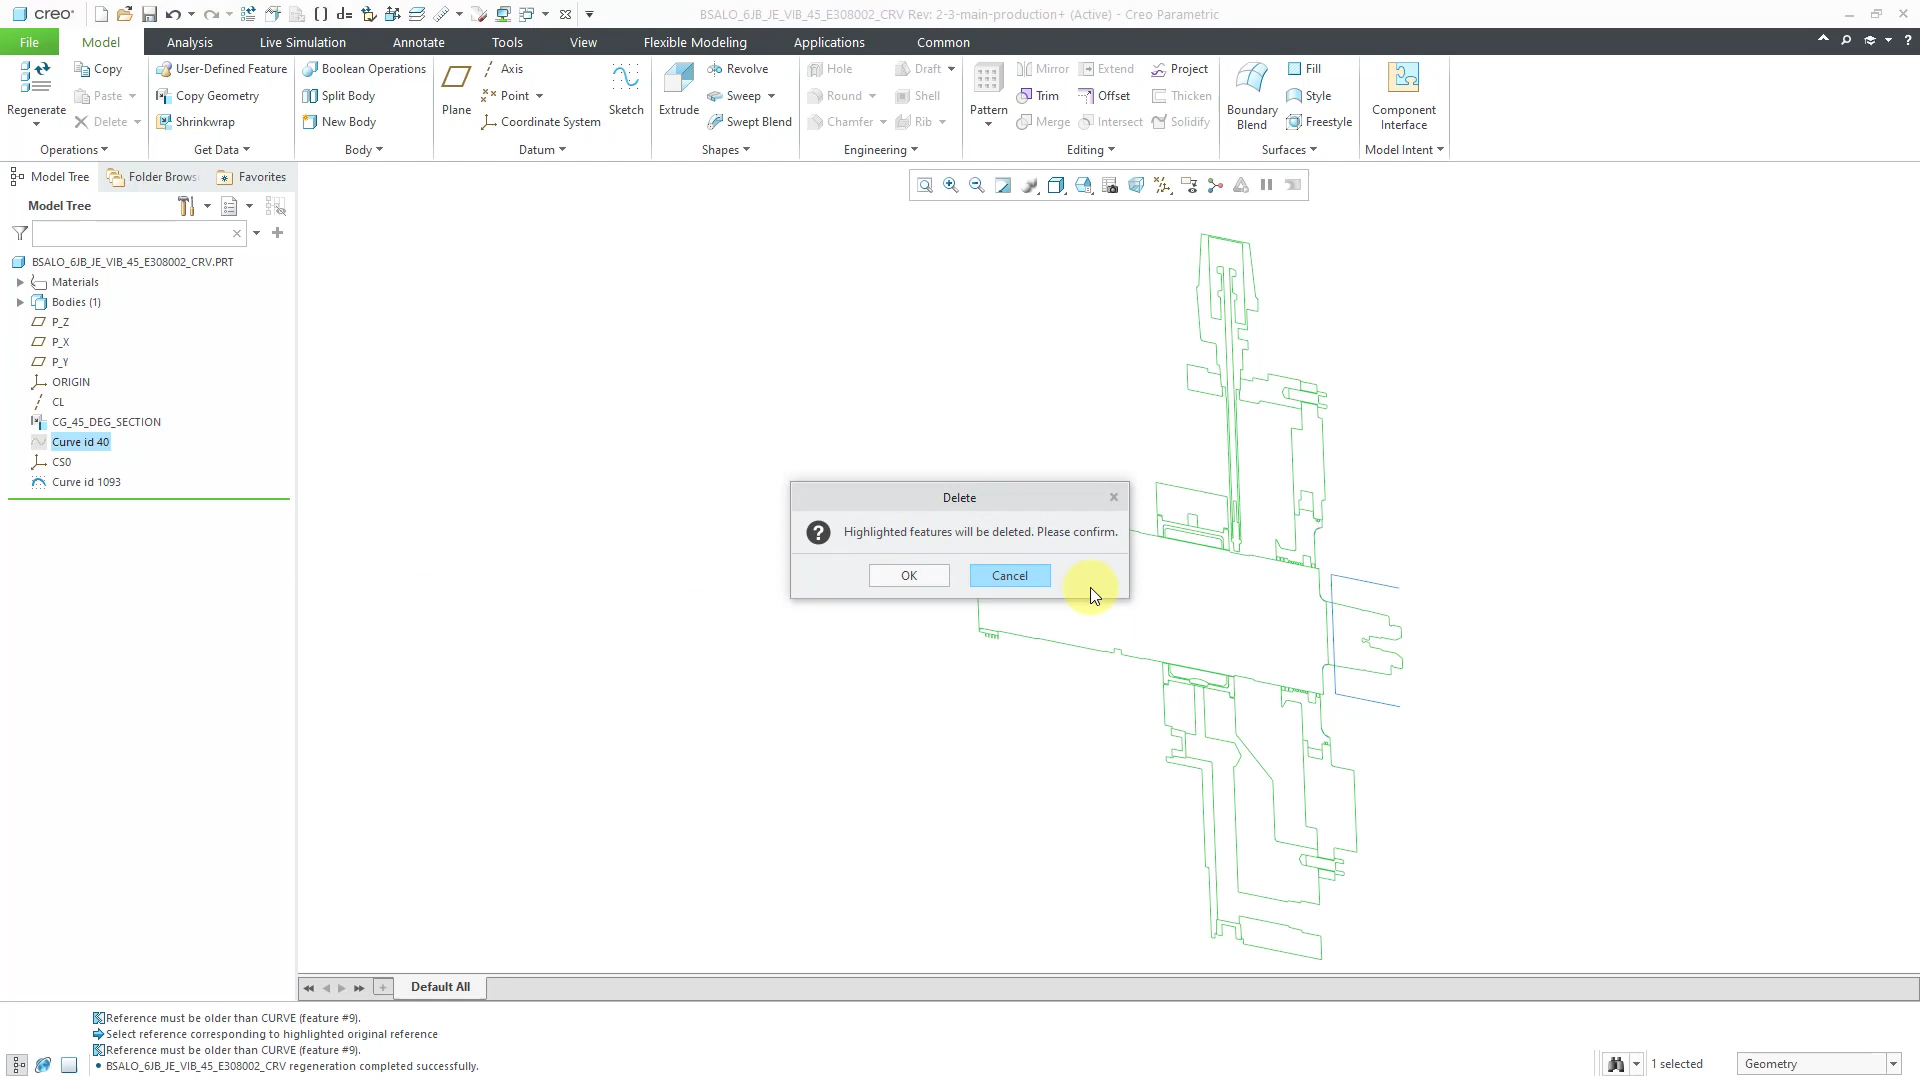 creo
BSALO_6JB_JE_VIB_45_E308002_CRV Rev: 2-3-main-production+ (Active) - Creo Parametric
File
Model
Analysis
Live Simulation
Annotate
Tools
View
Flexible Modeling
Applications
Common
Regenerate
Copy
Paste
Delete
Operations
User-Defined Feature
Copy Geometry
Shrinkwrap
Get Data
Boolean Operations
Split Body
New Body
Body
Plane
Axis
Point
Coordinate System
Sketch
Datum
Extrude
Revolve
Sweep
Swept Blend
Shapes
Hole
Round
Chamfer
Draft
Shell
Rib
Engineering
Pattern
Mirror
Trim
Merge
Extend
Offset
Intersect
Project
Thicken
Solidify
Editing
Boundary
Blend
Fill
Style
Freestyle
Surfaces
Component
Interface
Model Intent
Model Tree
Folder Brows
Favorites
Model Tree
BSALO_6JB_JE_VIB_45_E308002_CRV.PRT
Materials
Bodies (1)
P_Z
P_X
P_Y
ORIGIN
CL
CG_45_DEG_SECTION
Curve id 40
CS0
Curve id 1093
Delete
Highlighted features will be deleted. Please confirm.
OK
Cancel
Default All
Reference must be older than CURVE (feature #9).
Select reference corresponding to highlighted original reference
Reference must be older than CURVE (feature #9).
• BSALO_6JB_JE_VIB_45_E308002_CRV regeneration completed successfully.
1 selected
Geometry